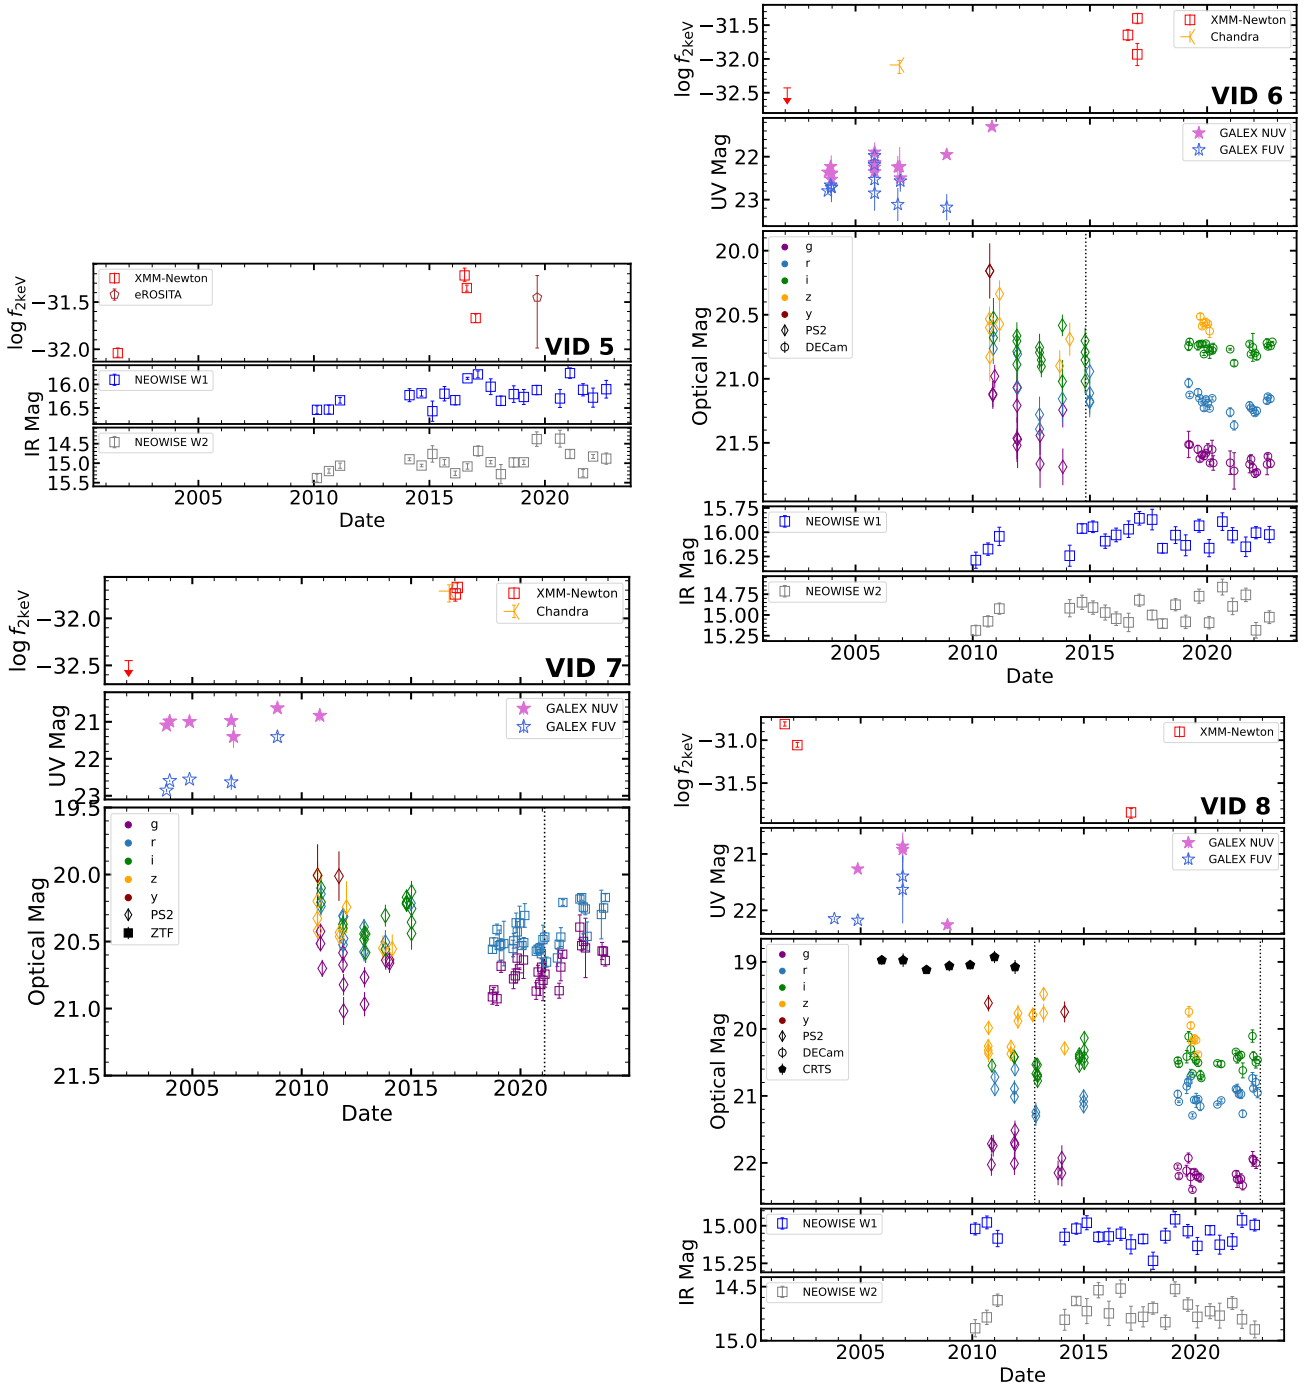 log f2keV
−31.5
−32.0
−32.5
XMM-Newton
Chandra
VID 6
UV Mag
22
23
GALEX NUV
GALEX FUV
Optical Mag
20.0
20.5
21.0
21.5
g
r
i
z
y
PS2
DECam
IR Mag
15.75
16.00
16.25
NEOWISE W1
14.75
15.00
15.25
NEOWISE W2
2005
2010
2015
2020
Date
log f2keV
−31.5
−32.0
XMM-Newton
eROSITA
VID 5
IR Mag
16.0
16.5
NEOWISE W1
14.5
15.0
15.5
NEOWISE W2
2005
2010
2015
2020
Date
log f2keV
−32.0
−32.5
XMM-Newton
Chandra
VID 7
UV Mag
21
22
23
GALEX NUV
GALEX FUV
Optical Mag
19.5
20.0
20.5
21.0
21.5
g
r
i
z
y
PS2
ZTF
2005
2010
2015
2020
Date
log f2keV
−31.0
−31.5
XMM-Newton
VID 8
UV Mag
21
22
GALEX NUV
GALEX FUV
Optical Mag
19
20
21
22
g
r
i
z
y
PS2
DECam
CRTS
IR Mag
15.00
15.25
NEOWISE W1
14.5
15.0
NEOWISE W2
2005
2010
2015
2020
Date